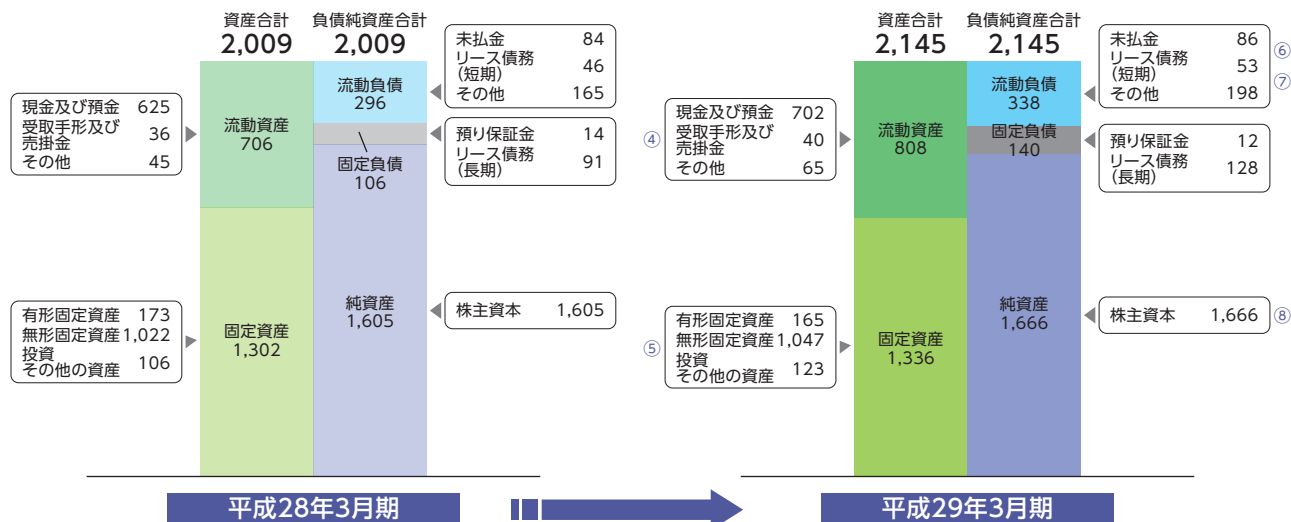 資産合計 負債純資産合計
2,009 2,009
現金及び預金 625
受取手形及び
売掛金 36
その他 45
流動資産
706
流動負債
296
未払金 84
リース債務
(短期) 46
その他 165
固定負債
106
預り保証金 14
リース債務
(長期) 91
有形固定資産 173
無形固定資産 1,022
投資
その他の資産 106
固定資産
1,302
純資産
1,605
株主資本 1,605
平成28年3月期
資産合計 負債純資産合計
2,145 2,145
④
現金及び預金 702
受取手形及び
売掛金 40
その他 65
流動資産
808
流動負債
338
未払金 86
リース債務
(短期) 53
その他 198
⑥
⑦
固定負債
140
預り保証金 12
リース債務
(長期) 128
⑤
有形固定資産 165
無形固定資産 1,047
投資
その他の資産 123
固定資産
1,336
純資産
1,666
株主資本 1,666 ⑧
平成29年3月期